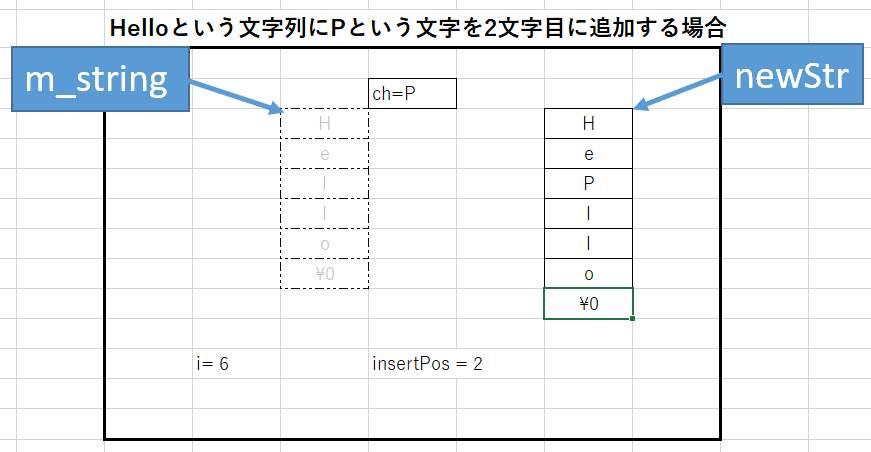 Helloという文字列にPという文字を2文字目に追加する場合
m_string
newStr
ch=P
H
e
l
l
o
¥0
H
e
P
l
l
o
¥0
i= 6
insertPos = 2